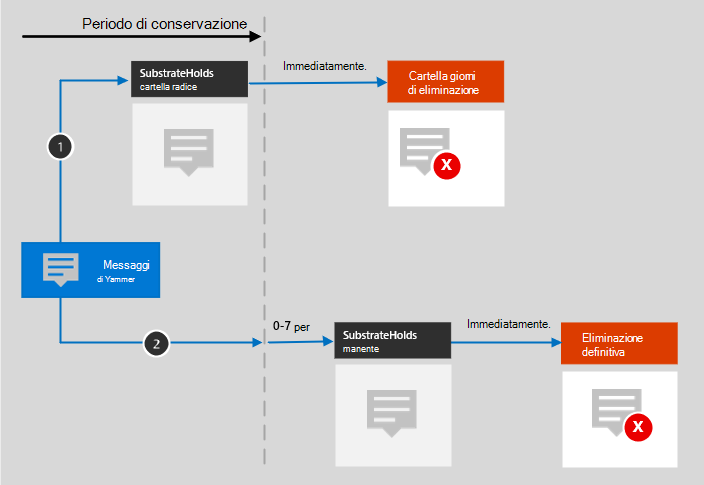 Periodo di conservazione
SubstrateHolds
cartella radice
Immediatamente.
Cartella giorni
di eliminazione
X
1
Messaggi
di Yammer
2
0-7 per
SubstrateHolds
manente
Immediatamente.
Eliminazione
definitiva
X